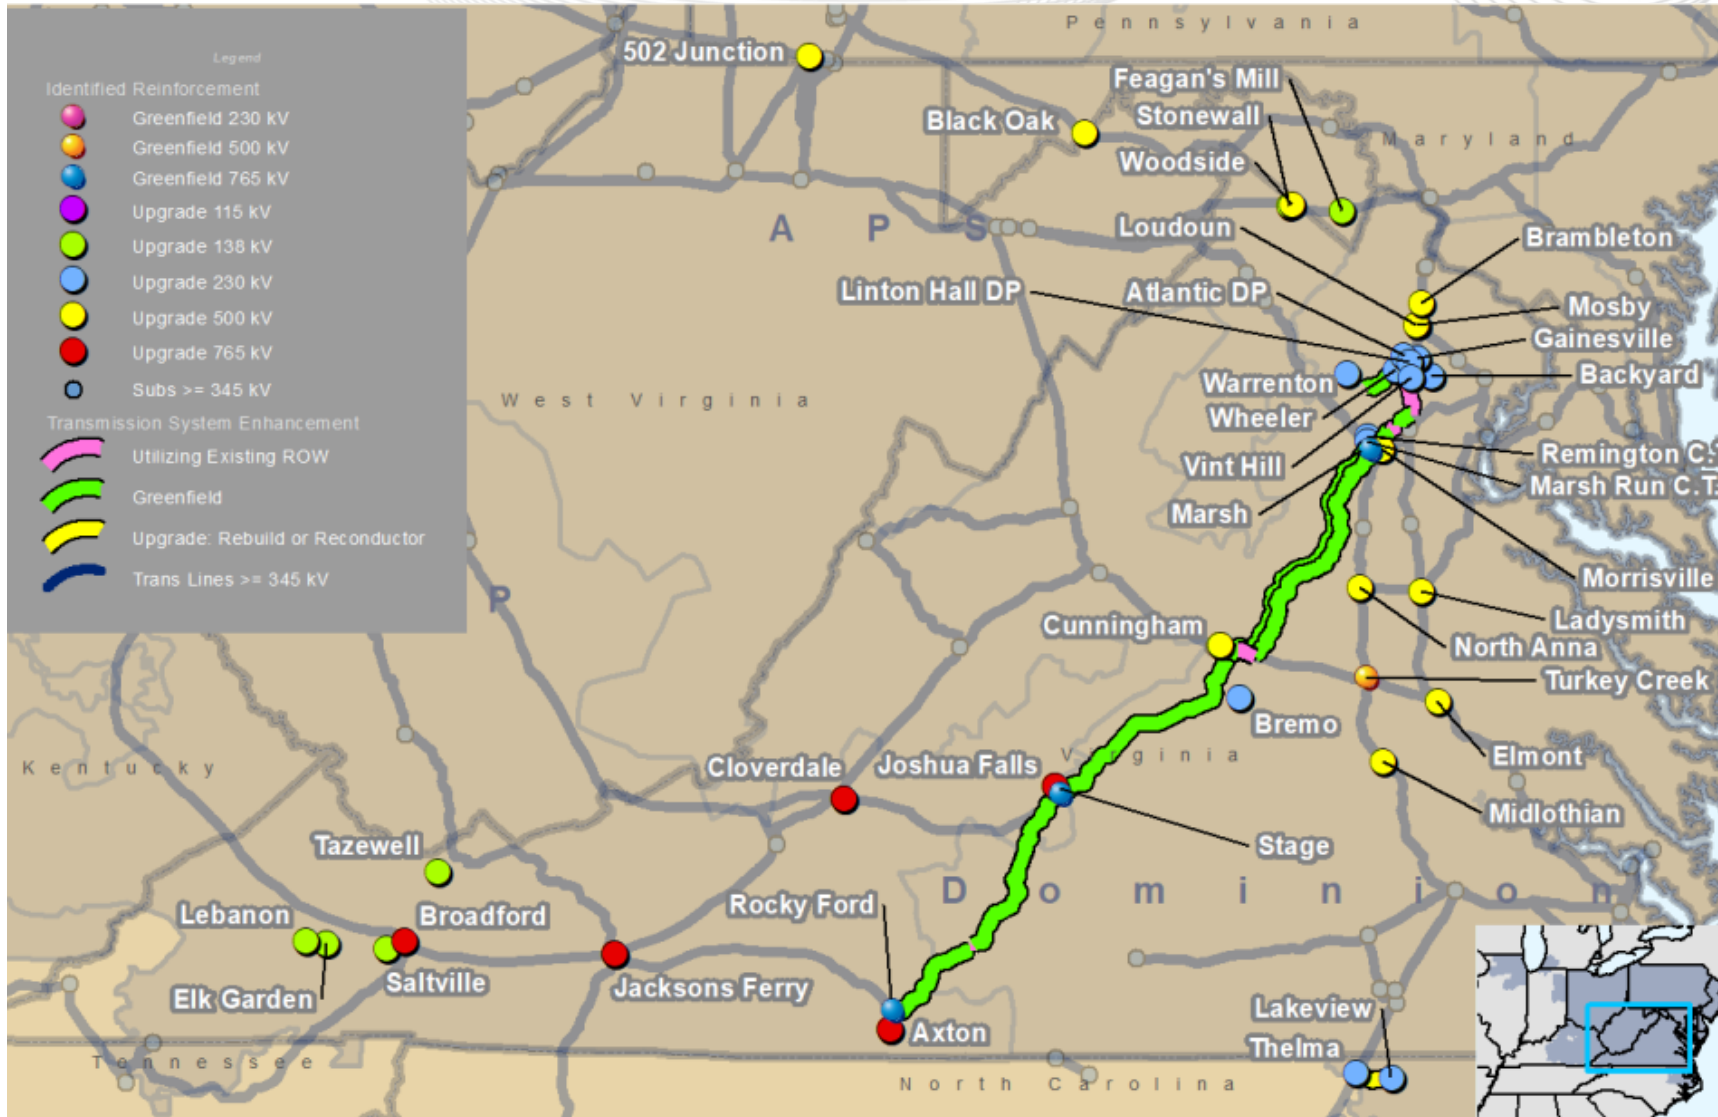 Legend
Identified Reinforcement
Greenfield 230 kV
Greenfield 500 kV
Greenfield 765 kV
Upgrade 115 kV
Upgrade 138 kV
Upgrade 230 kV
Upgrade 500 kV
Upgrade 765 kV
Subs >= 345 kV
Transmission System Enhancement
Utilizing Existing ROW
Greenfield
Upgrade: Rebuild or Reconductor
Trans Lines >= 345 kV
Pennsylvania
502 Junction
Feagan's Mill
Black Oak
Stonewall
Maryland
Woodside
APS
Loudoun
Brambleton
Linton Hall DP
Atlantic DP
Mosby
Gainesville
Warrenton
Backyard
West Virginia
Wheeler
Vint Hill
Remington C.T
Marsh Run C.T.
Marsh
Morrisville
P
Cunningham
Ladysmith
North Anna
Turkey Creek
Bremo
Virginia
Elmont
Kentucky
Cloverdale
Joshua Falls
Midlothian
Tazewell
Stage
Dominion
Rocky Ford
Lebanon
Broadford
Saltville
Elk Garden
Jacksons Ferry
Lakeview
Axton
Thelma
Tennessee
North Carolina